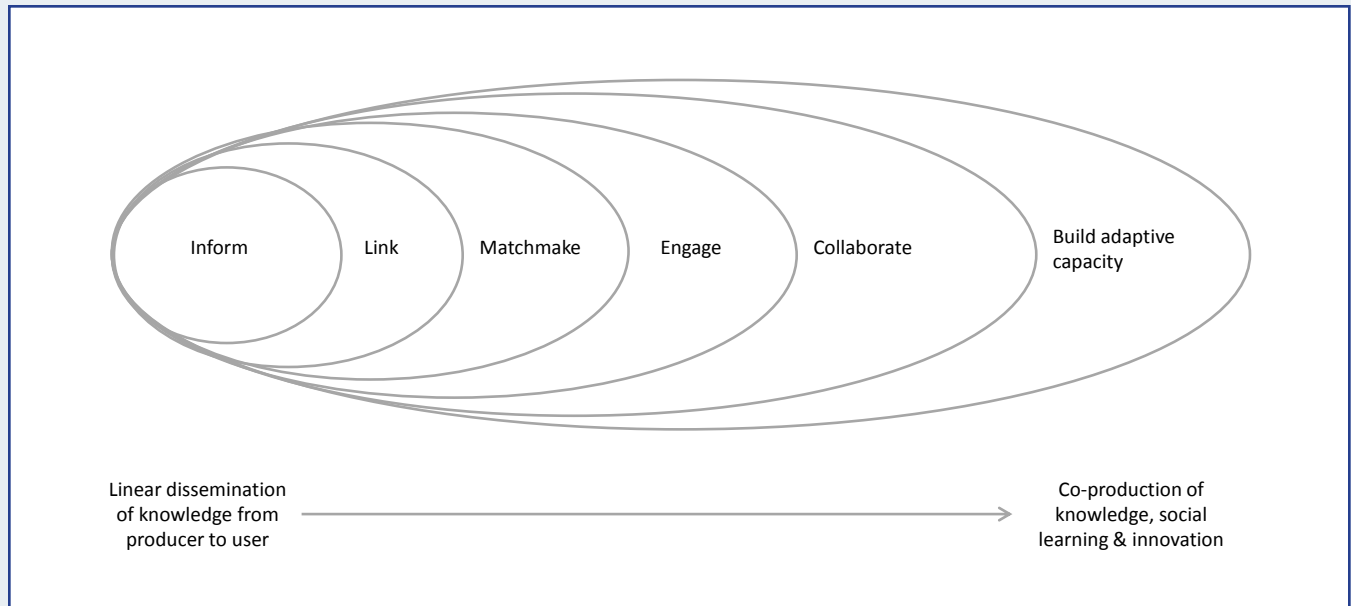 Inform
Link
Matchmake
Engage
Collaborate
Build adaptive
capacity
Linear dissemination
of knowledge from
producer to user
Co-production of
knowledge, social
learning & innovation